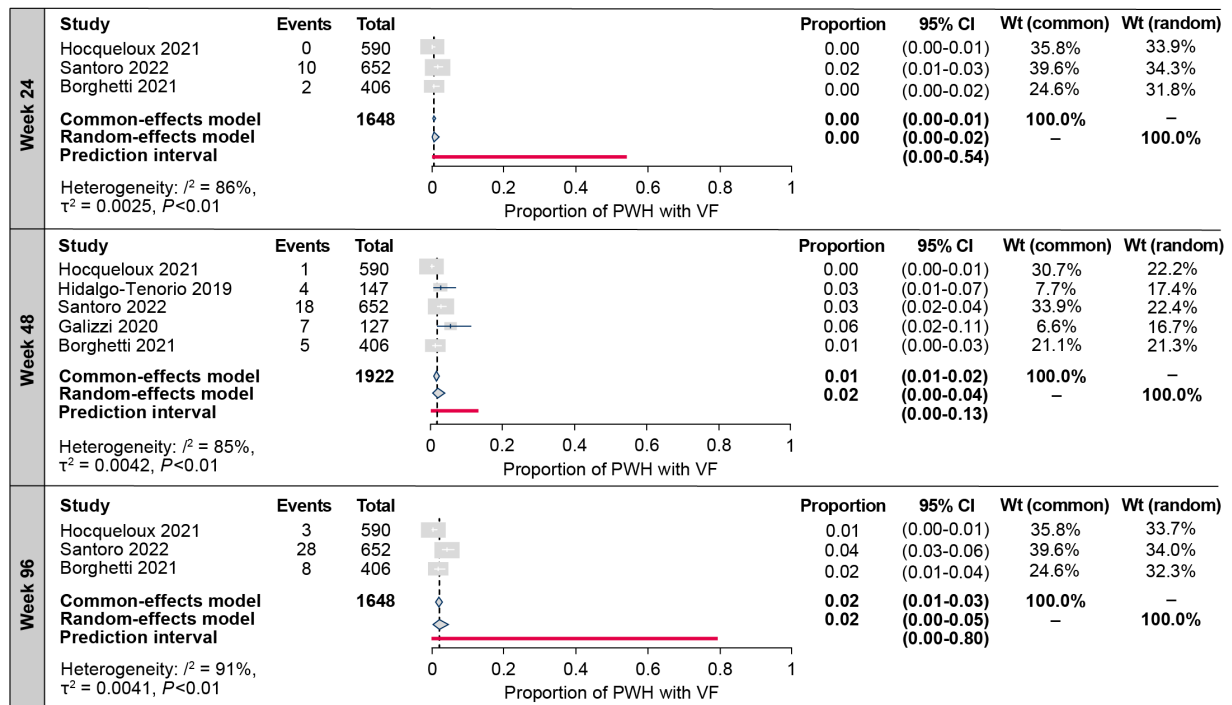 Week 24
Study Events Total Proportion 95% CI Wt (common) Wt (random)
Hocqueloux 2021 0 590 0.00 (0.00-0.01) 35.8% 33.9%
Santoro 2022 10 652 0.02 (0.01-0.03) 39.6% 34.3%
Borghetti 2021 2 406 0.00 (0.00-0.02) 24.6% 31.8%
Common-effects model 1648 0.00 (0.00-0.01) 100.0% –
Random-effects model 0.00 (0.00-0.02) – 100.0%
Prediction interval (0.00-0.54)
Heterogeneity: I² = 86%,
τ² = 0.0025, P<0.01
0 0.2 0.4 0.6 0.8 1
Proportion of PWH with VF
Week 48
Study Events Total Proportion 95% CI Wt (common) Wt (random)
Hocqueloux 2021 1 590 0.00 (0.00-0.01) 30.7% 22.2%
Hidalgo-Tenorio 2019 4 147 0.03 (0.01-0.07) 7.7% 17.4%
Santoro 2022 18 652 0.03 (0.02-0.04) 33.9% 22.4%
Galizzi 2020 7 127 0.06 (0.02-0.11) 6.6% 16.7%
Borghetti 2021 5 406 0.01 (0.00-0.03) 21.1% 21.3%
Common-effects model 1922 0.01 (0.01-0.02) 100.0% –
Random-effects model 0.02 (0.00-0.04) – 100.0%
Prediction interval (0.00-0.13)
Heterogeneity: I² = 85%,
τ² = 0.0042, P<0.01
0 0.2 0.4 0.6 0.8 1
Proportion of PWH with VF
Week 96
Study Events Total Proportion 95% CI Wt (common) Wt (random)
Hocqueloux 2021 3 590 0.01 (0.00-0.01) 35.8% 33.7%
Santoro 2022 28 652 0.04 (0.03-0.06) 39.6% 34.0%
Borghetti 2021 8 406 0.02 (0.01-0.04) 24.6% 32.3%
Common-effects model 1648 0.02 (0.01-0.03) 100.0% –
Random-effects model 0.02 (0.00-0.05) – 100.0%
Prediction interval (0.00-0.80)
Heterogeneity: I² = 91%,
τ² = 0.0041, P<0.01
0 0.2 0.4 0.6 0.8 1
Proportion of PWH with VF